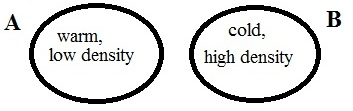 A
warm,
low density
cold,
high density
B